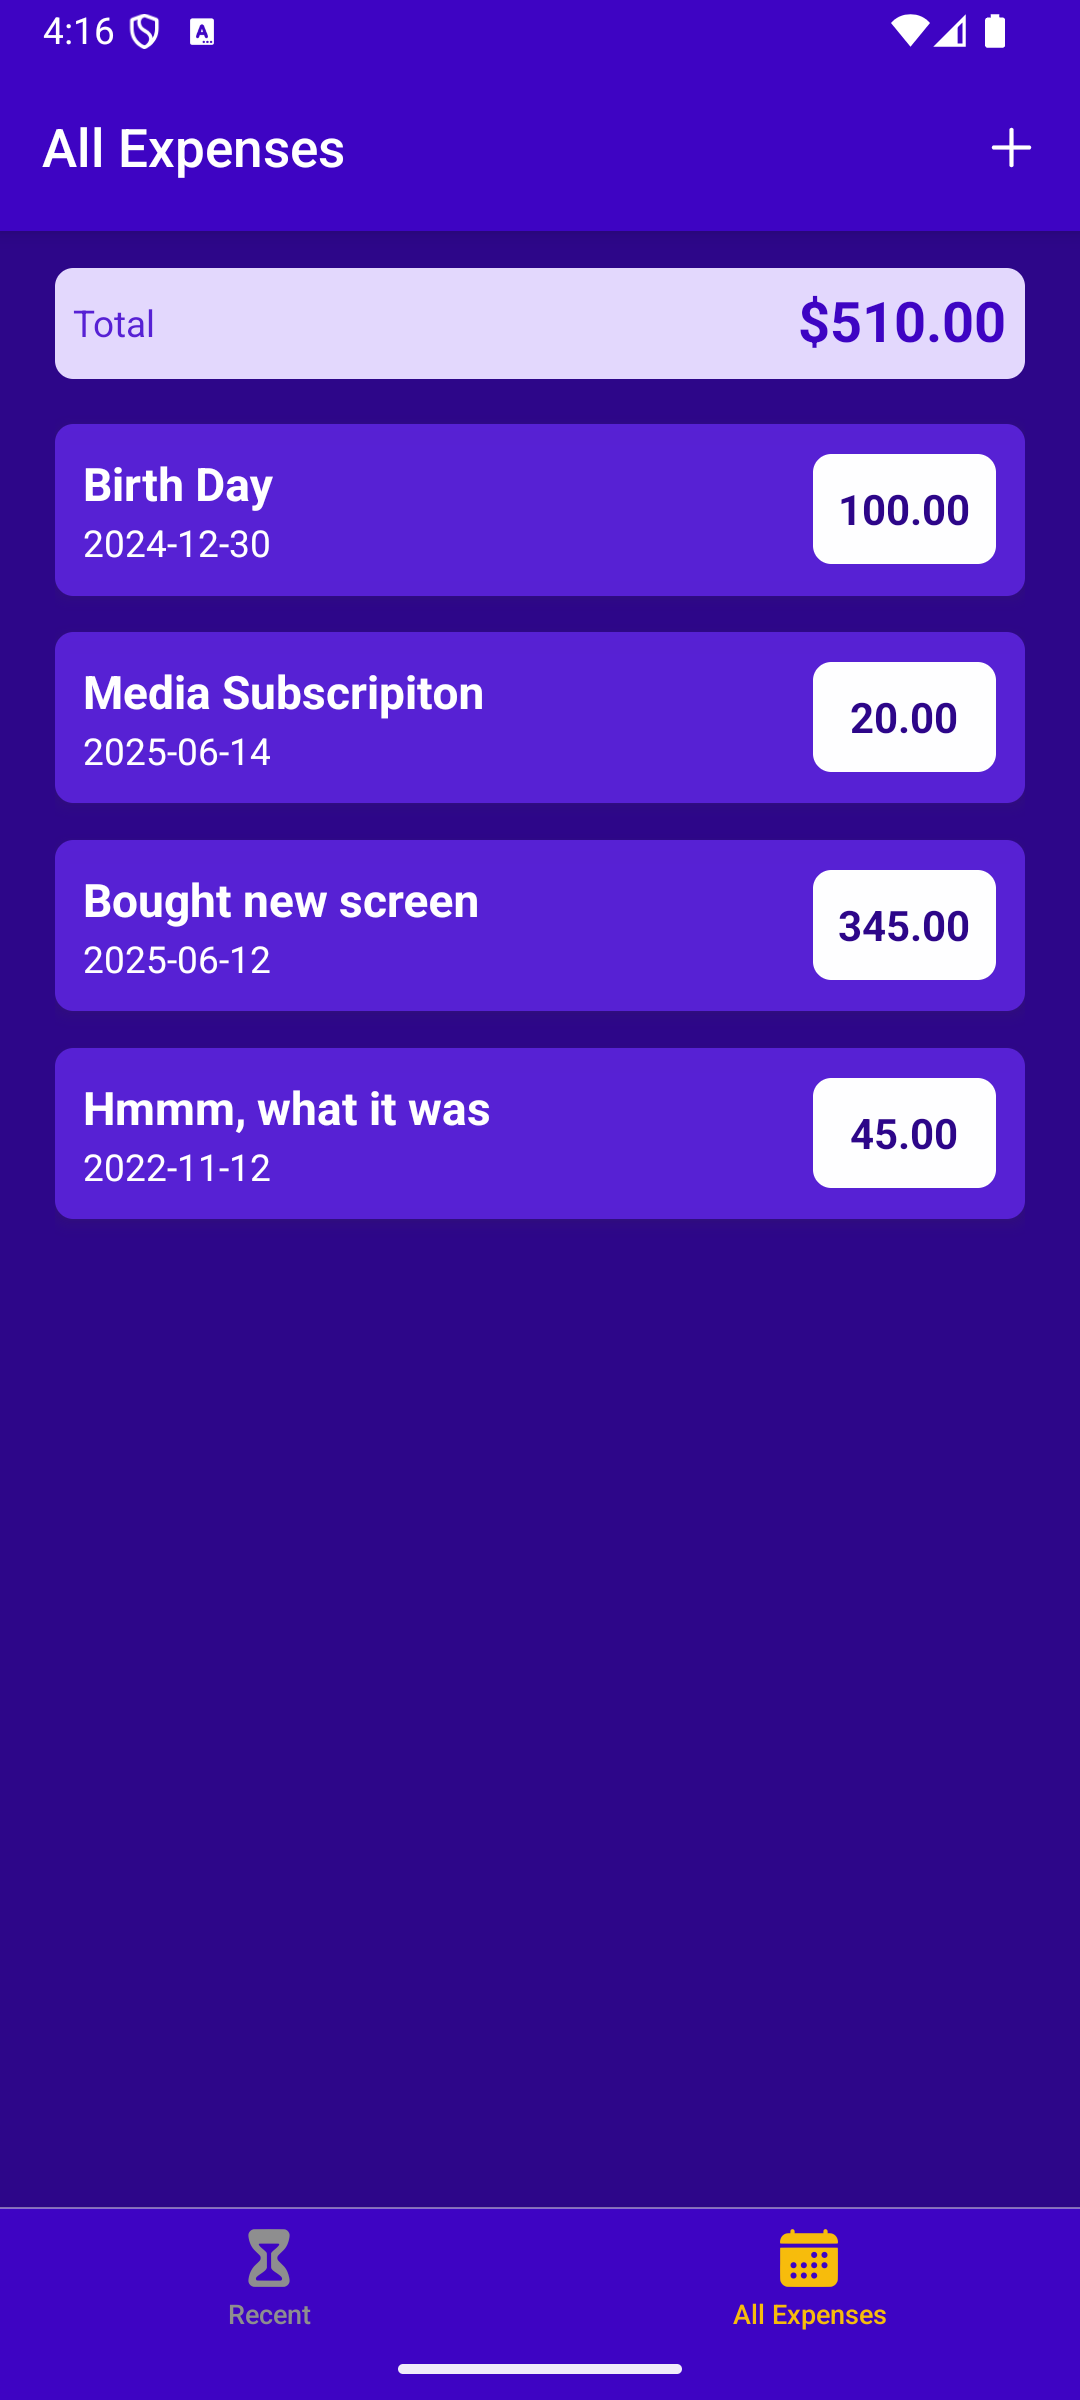 4:16
All Expenses
Total
$510.00
Birth Day
2024-12-30
100.00
Media Subscripiton
2025-06-14
20.00
Bought new screen
2025-06-12
345.00
Hmmm, what it was
2022-11-12
45.00
Recent
All Expenses